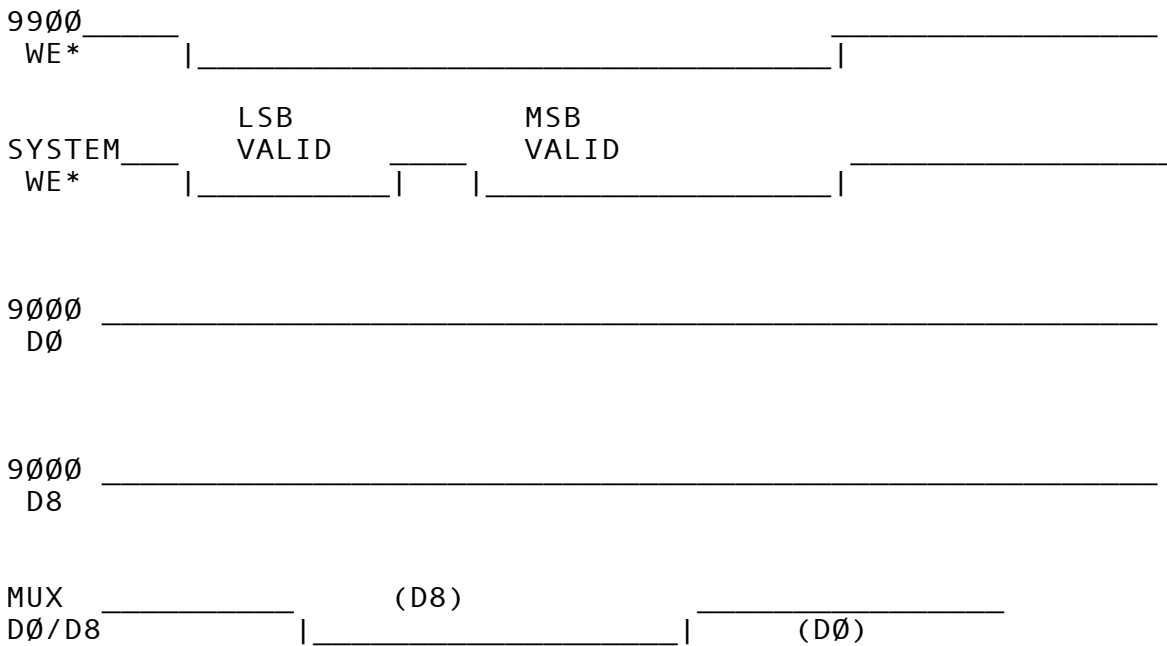 99ØØ
WE*
LSB MSB
SYSTEM VALID VALID
WE*
9ØØØ
DØ
9ØØØ
D8
MUX (D8)
DØ/D8 (DØ)